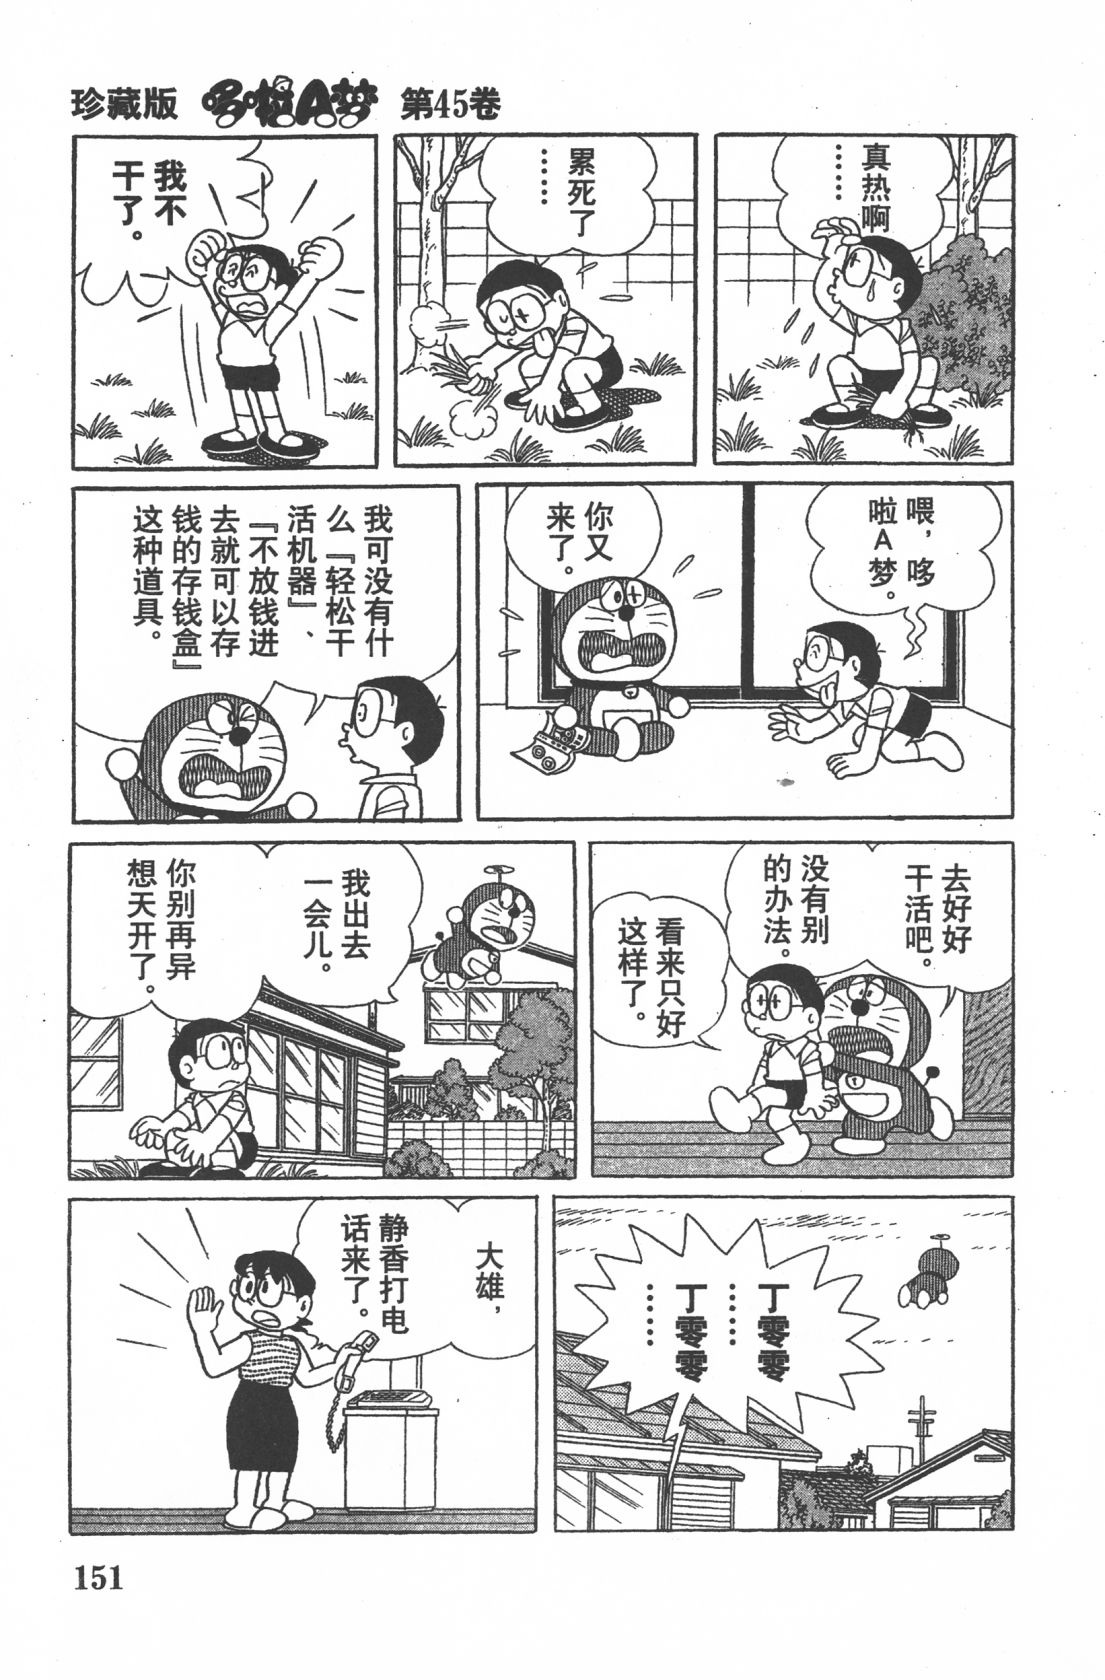 珍藏版 哆啦A梦 第45卷
真热啊
……
累死了
……
我不
干了。
喂，哆
啦A梦。
你又
来了。
我可没有什
么『轻松干
活机器』、
『不放钱进
去就可以存
钱的存钱盒』
这种道具。
去好好
干活吧。
没有别
的办法。
看来只好
这样了。
我出去
一会儿。
你别再异
想天开了。
丁零零
……
丁零零
……
大雄，
静香打电
话来了。
151